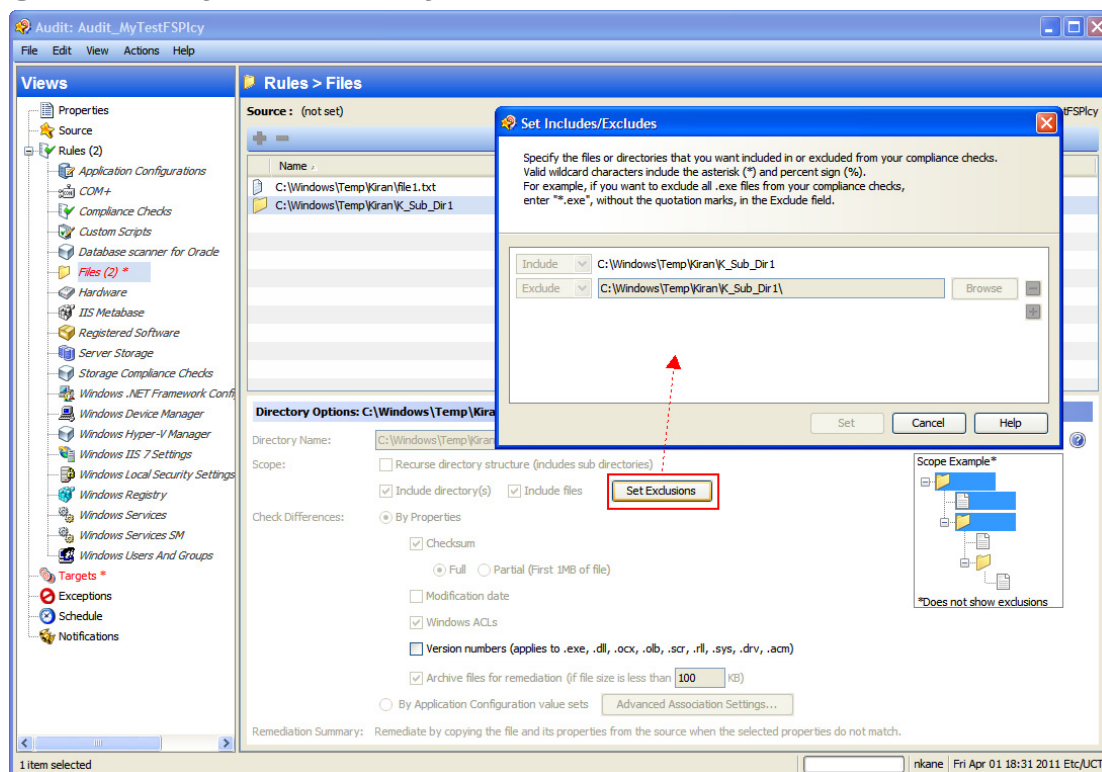 Audit: Audit_MyTestFSPlcy
File Edit View Actions Help
Views
Properties
Source
Rules (2)
Application Configurations
COM+
Compliance Checks
Custom Scripts
Database scanner for Oracle
Files (2) *
Hardware
IIS Metabase
Registered Software
Server Storage
Storage Compliance Checks
Windows .NET Framework Confi
Windows Device Manager
Windows Hyper-V Manager
Windows IIS 7 Settings
Windows Local Security Settings
Windows Registry
Windows Services
Windows Services SM
Windows Users And Groups
Targets *
Exceptions
Schedule
Notifications
Rules > Files
Source : (not set)
tFSPlcy
Name
C:\Windows\Temp\Kiran\file1.txt
C:\Windows\Temp\Kiran\K_Sub_Dir1
Set Includes/Excludes
Specify the files or directories that you want included in or excluded from your compliance checks.
Valid wildcard characters include the asterisk (*) and percent sign (%).
For example, if you want to exclude all .exe files from your compliance checks,
enter "*.exe", without the quotation marks, in the Exclude field.
Include C:\Windows\Temp\Kiran\K_Sub_Dir1
Exclude C:\Windows\Temp\Kiran\K_Sub_Dir1\ Browse
Set Cancel Help
Directory Options: C:\Windows\Temp\Kira
Directory Name: C:\Windows\Temp\Kiran
Scope: Recurse directory structure (includes sub directories)
Include directory(s) Include files Set Exclusions
Scope Example*
*Does not show exclusions
Check Differences: By Properties
Checksum
Full Partial (First 1MB of file)
Modification date
Windows ACLs
Version numbers (applies to .exe, .dll, .ocx, .olb, .scr, .rll, .sys, .drv, .acm)
Archive files for remediation (if file size is less than 100 KB)
By Application Configuration value sets Advanced Association Settings...
Remediation Summary: Remediate by copying the file and its properties from the source when the selected properties do not match.
1 item selected
nkane Fri Apr 01 18:31 2011 Etc/UCT